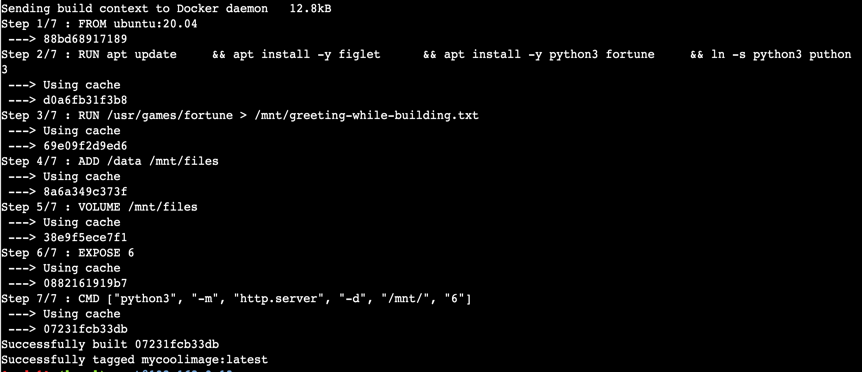 Sending build context to Docker daemon   12.8kB
Step 1/7 : FROM ubuntu:20.04
 ---> 88bd68917189
Step 2/7 : RUN apt update     && apt install -y figlet      && apt install -y python3 fortune     && ln -s python3 puthon
3
 ---> Using cache
 ---> d0a6fb31f3b8
Step 3/7 : RUN /usr/games/fortune > /mnt/greeting-while-building.txt
 ---> Using cache
 ---> 69e09f2d9ed6
Step 4/7 : ADD /data /mnt/files
 ---> Using cache
 ---> 8a6a349c373f
Step 5/7 : VOLUME /mnt/files
 ---> Using cache
 ---> 38e9f5ece7f1
Step 6/7 : EXPOSE 6
 ---> Using cache
 ---> 0882161919b7
Step 7/7 : CMD ["python3", "-m", "http.server", "-d", "/mnt/", "6"]
 ---> Using cache
 ---> 07231fcb33db
Successfully built 07231fcb33db
Successfully tagged mycoolimage:latest